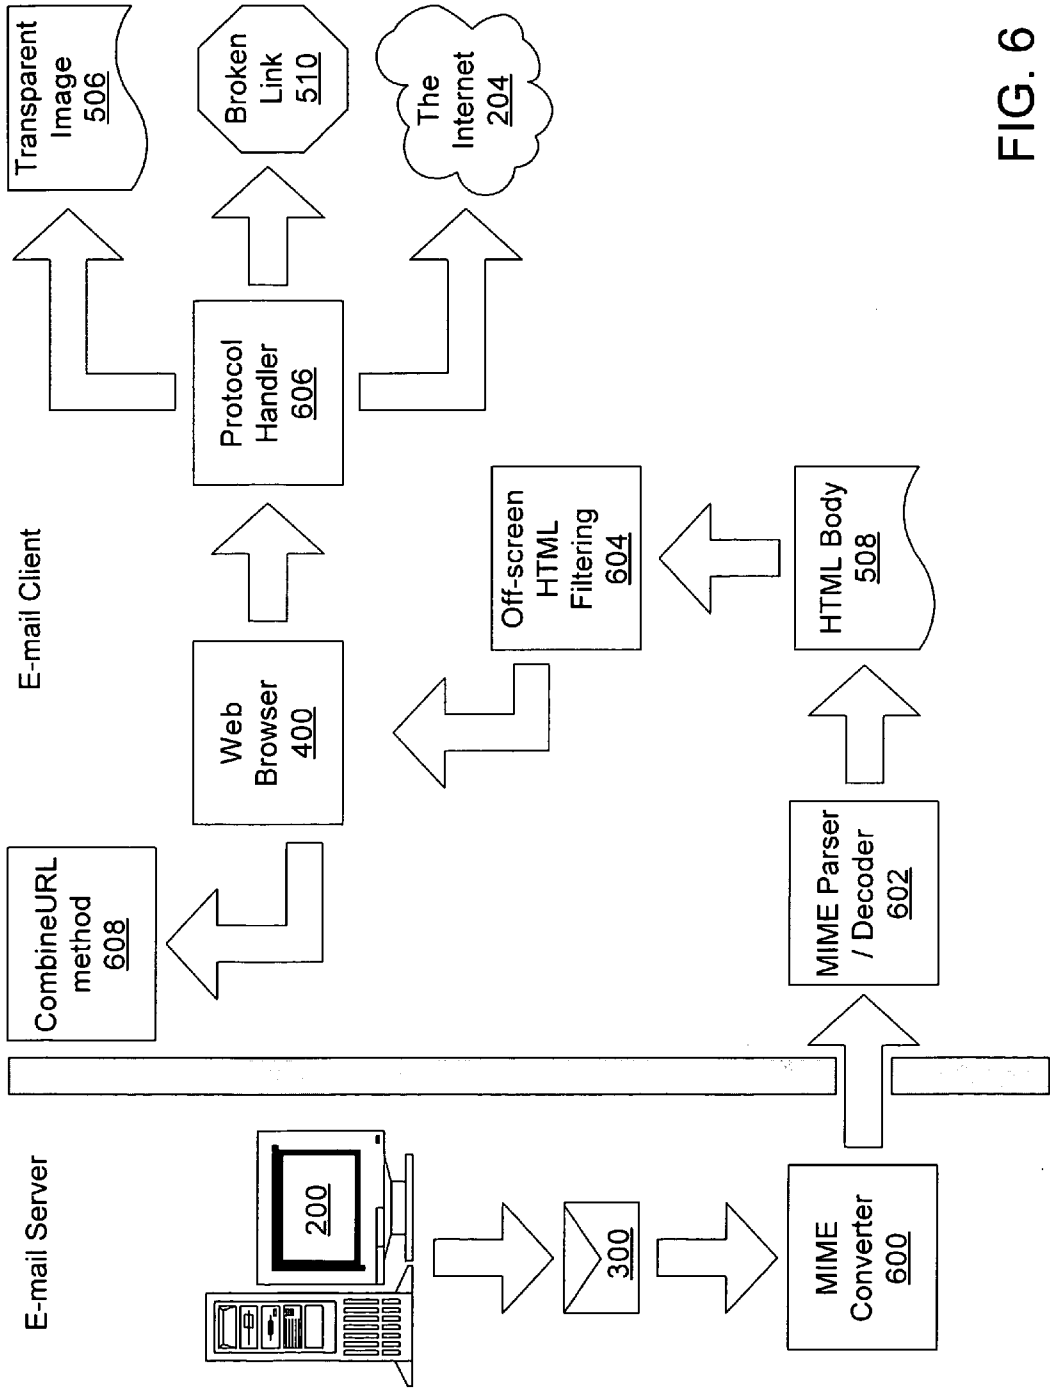 E-mail Server
E-mail Client
200
300
MIME
Converter
600
MIME Parser
/ Decoder
602
HTML Body
508
Off-screen
HTML
Filtering
604
Web
Browser
400
CombineURL
method
608
Protocol
Handler
606
Transparent
Image
506
Broken
Link
510
The
Internet
204
FIG. 6